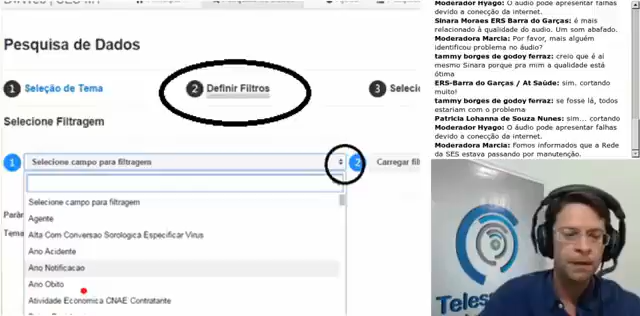 Pesquisa de Dados
1 Seleção de Tema
2 Definir Filtros
3 Selecio
Selecione Filtragem
1 Selecione campo para filtragem
2 Carregar filt
Selecione campo para filtragem
Agente
Alta Com Conversao Sorologica Especificar Virus
Ano Acidente
Ano Notificacao
Ano Obito
Atividade Economica CNAE Contratante
Parâr
Tema
Moderador Hyago: O áudio pode apresentar falhas
devido a conecção da internet.
Sinara Moraes ERS Barra do Garças: é mais
relacionado à qualidade do audio. Um som abafado.
Moderadora Marcia: Por favor, mais alguém
identificou problema no áudio?
tammy borges de godoy ferraz: creio que é aí
mesmo Sinara porque pra mim a qualidade está
ótima
ERS-Barra do Garças / At Saúde: sim. cortando
muito!
tammy borges de godoy ferraz: se fosse lá, todos
estariam com o problema
Patricia Lohanna de Souza Nunes: sim... cortando
Moderador Hyago: O áudio pode apresentar falhas
devido a conecção da internet.
Moderadora Marcia: Fomos informados que a Rede
da SES estava passando por manutenção.
Teles